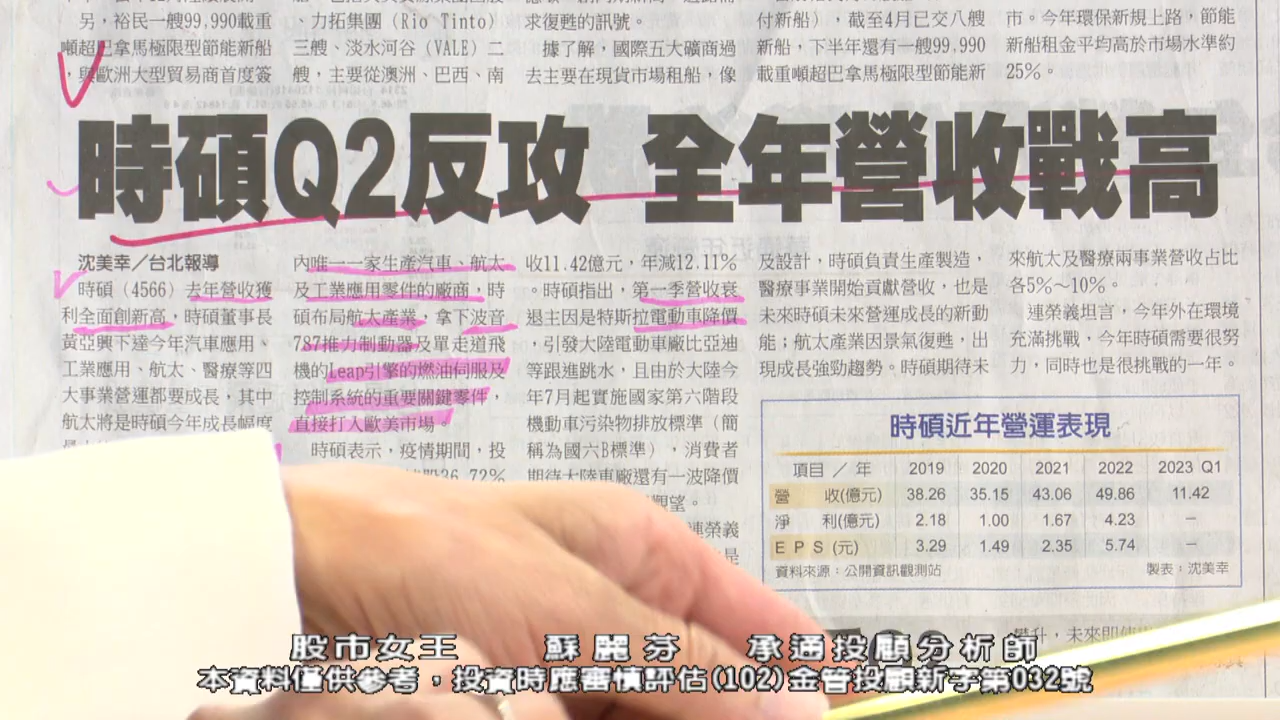 另，裕民一艘99,990載重
噸超巴拿馬極限型節能新船
，與歐洲大型貿易商首度簽
、力拓集團（Rio Tinto）
三艘、淡水河谷（VALE）二
艘，主要從澳洲、巴西、南
求復甦的訊號。
據了解，國際五大礦商過
去主要在現貨市場租船，像
付新船），截至4月已交八艘
新船，下半年還有一艘99,990
載重噸超巴拿馬極限型節能新
市。今年環保新規上路，節能
新船租金平均高於市場水準約
25%。
時碩Q2反攻 全年營收戰高
沈美幸／台北報導
時碩（4566）去年營收獲
利全面創新高，時碩董事長
黃亞興下達今年汽車應用、
工業應用、航太、醫療等四
大事業營運都要成長，其中
航太將是時碩今年成長幅度
內唯一一家生產汽車、航太
及工業應用零件的廠商，時
碩布局航太產業，拿下波音
787推力制動器及單走道飛
機的Leap引擎的燃油伺服及
控制系統的重要關鍵零件，
直接打入歐美市場。
時碩表示，疫情期間，投
36.72%
收11.42億元，年減12.11%
。時碩指出，第一季營收衰
退主因是特斯拉電動車降價
，引發大陸電動車廠比亞迪
等跟進跳水，且由於大陸今
年7月起實施國家第六階段
機動車污染物排放標準（簡
稱為國六B標準），消費者
期待大陸車廠還有一波降價
觀望。
連榮義
是
及設計，時碩負責生產製造，
醫療事業開始貢獻營收，也是
未來時碩未來營運成長的新動
能；航太產業因景氣復甦，出
現成長強勁趨勢。時碩期待未
來航太及醫療兩事業營收占比
各5%～10%。
連榮義坦言，今年外在環境
充滿挑戰，今年時碩需要很努
力，同時也是很挑戰的一年。
時碩近年營運表現
項目／年 2019 2020 2021 2022 2023 Q1
營 收(億元) 38.26 35.15 43.06 49.86 11.42
淨 利(億元) 2.18 1.00 1.67 4.23 －
EPS(元) 3.29 1.49 2.35 5.74 －
資料來源：公開資訊觀測站 製表：沈美幸
股市女王 蘇麗芬 承通投顧分析師
本資料僅供參考，投資時應審慎評估(102)金管投顧新字第032號